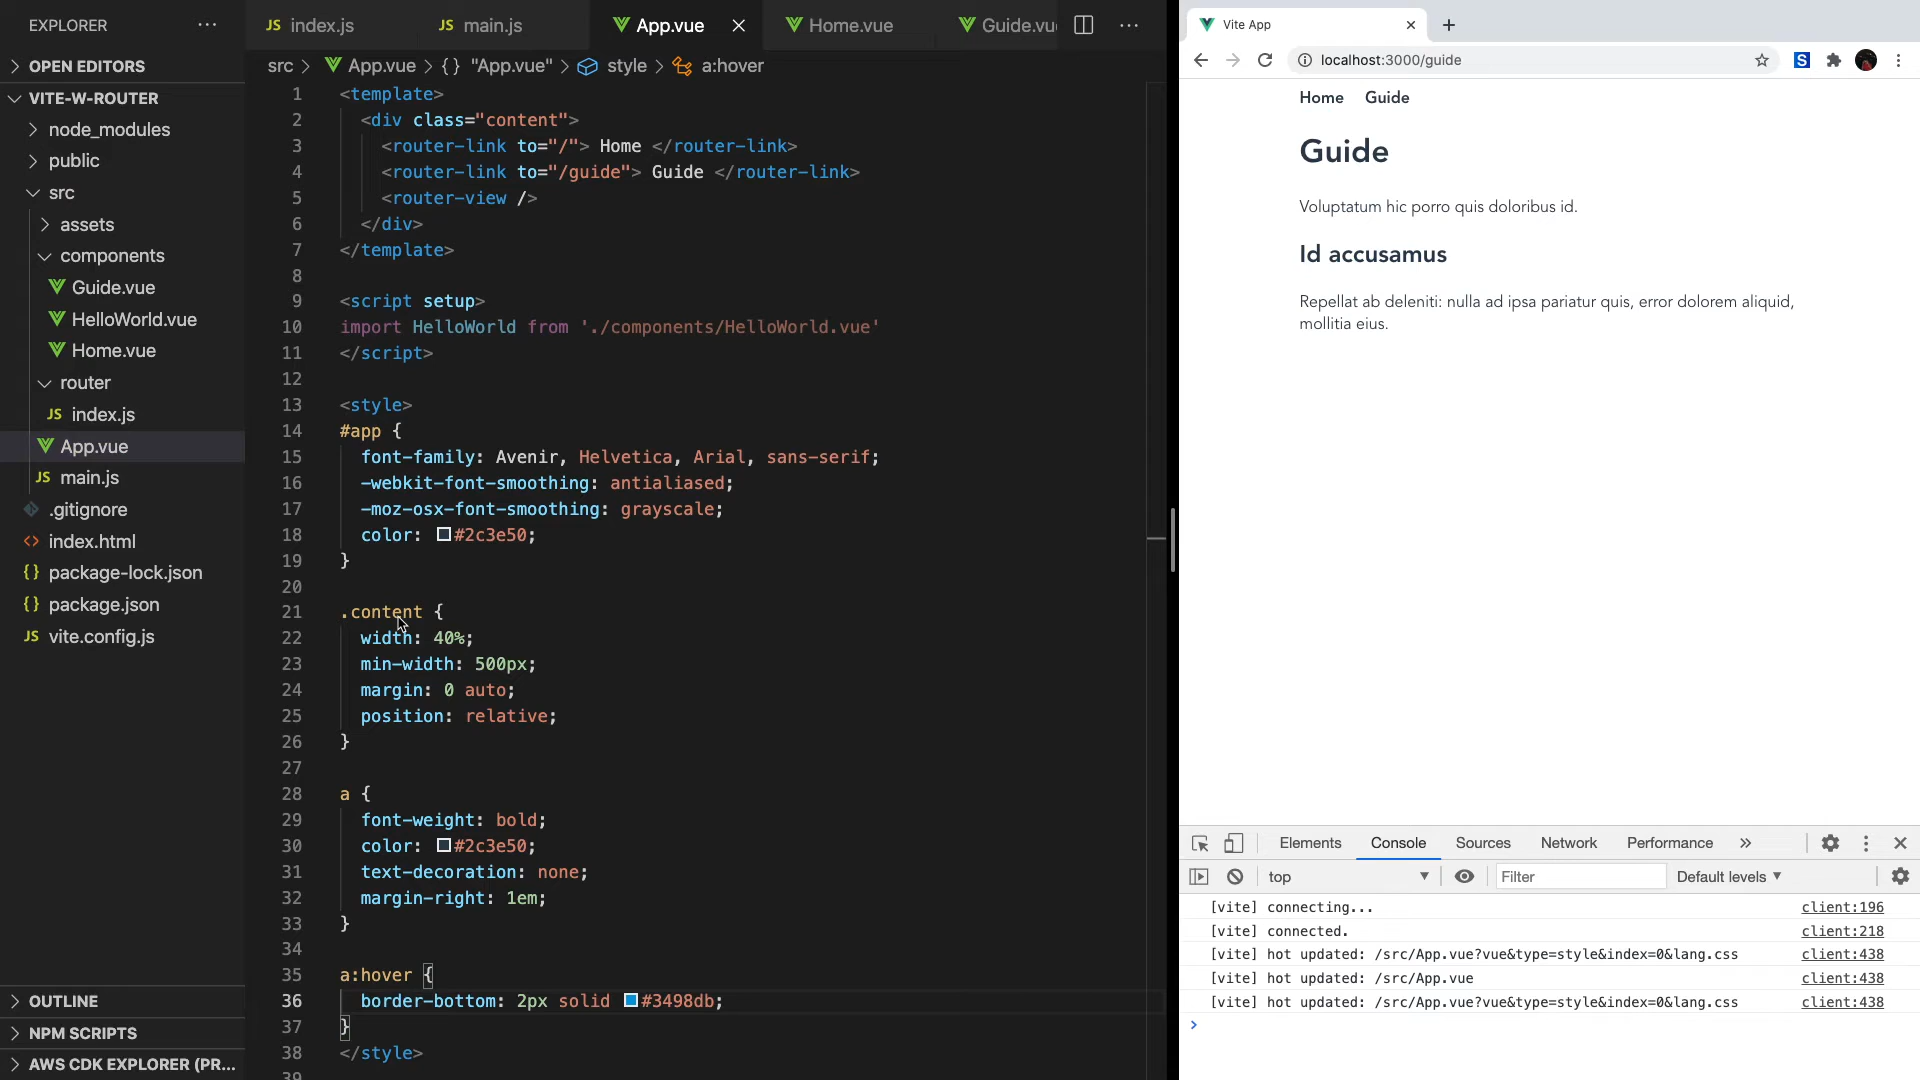 EXPLORER
OPEN EDITORS
VITE-W-ROUTER
node_modules
public
src
assets
components
Guide.vue
HelloWorld.vue
Home.vue
router
JS index.js
App.vue
JS main.js
.gitignore
<> index.html
{} package-lock.json
{} package.json
JS vite.config.js
OUTLINE
NPM SCRIPTS
AWS CDK EXPLORER (PR...
JS index.js
JS main.js
App.vue
Home.vue
Guide.vu
src > App.vue > {} "App.vue" > style > a:hover
1 <template>
2 <div class="content">
3 <router-link to="/"> Home </router-link>
4 <router-link to="/guide"> Guide </router-link>
5 <router-view />
6 </div>
7 </template>
8
9 <script setup>
10 import HelloWorld from './components/HelloWorld.vue'
11 </script>
12
13 <style>
14 #app {
15 font-family: Avenir, Helvetica, Arial, sans-serif;
16 -webkit-font-smoothing: antialiased;
17 -moz-osx-font-smoothing: grayscale;
18 color: #2c3e50;
19 }
20
21 .content {
22 width: 40%;
23 min-width: 500px;
24 margin: 0 auto;
25 position: relative;
26 }
27
28 a {
29 font-weight: bold;
30 color: #2c3e50;
31 text-decoration: none;
32 margin-right: 1em;
33 }
34
35 a:hover {
36 border-bottom: 2px solid #3498db;
37 }
38 </style>
39
Vite App
localhost:3000/guide
S
Home Guide
Guide
Voluptatum hic porro quis doloribus id.
Id accusamus
Repellat ab deleniti: nulla ad ipsa pariatur quis, error dolorem aliquid,
mollitia eius.
Elements Console Sources Network Performance »
top Filter Default levels
[vite] connecting... client:196
[vite] connected. client:218
[vite] hot updated: /src/App.vue?vue&type=style&index=0&lang.css client:438
[vite] hot updated: /src/App.vue client:438
[vite] hot updated: /src/App.vue?vue&type=style&index=0&lang.css client:438